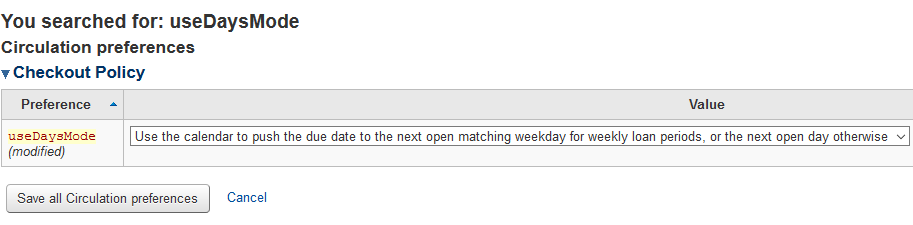 You searched for: useDaysMode
Circulation preferences
Checkout Policy
Preference Value
useDaysMode
(modified)
Use the calendar to push the due date to the next open matching weekday for weekly loan periods, or the next open day otherwise
Save all Circulation preferences Cancel